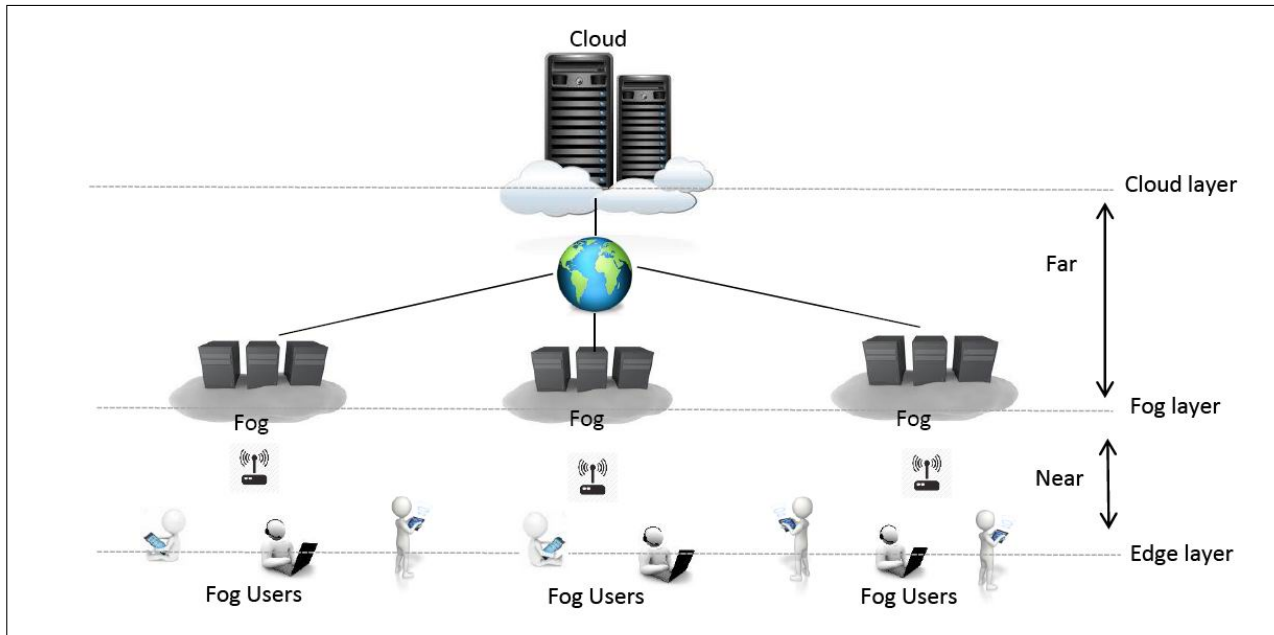 Cloud
Cloud layer
Far
Fog
Fog
Fog
Fog layer
Near
Edge layer
Fog Users
Fog Users
Fog Users